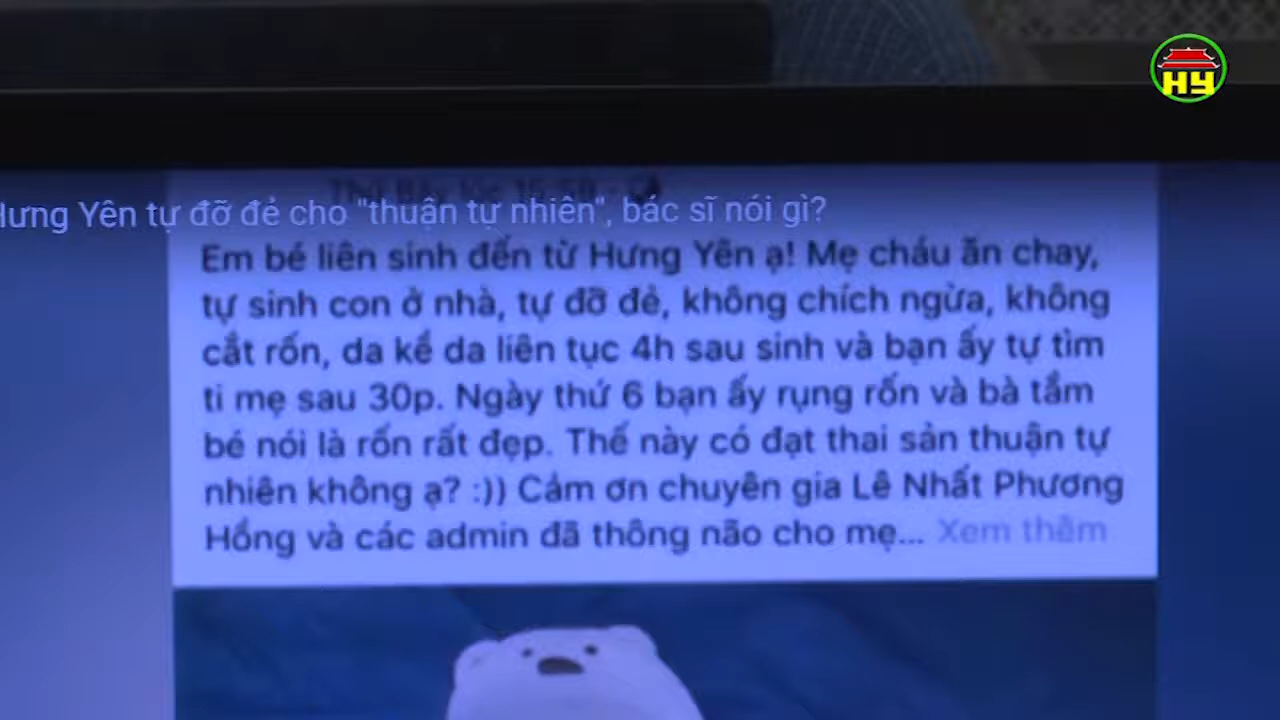 HY
Hưng Yên tự đỡ đẻ cho "thuận tự nhiên", bác sĩ nói gì?
Em bé liên sinh đến từ Hưng Yên ạ! Mẹ cháu ăn chay,
tự sinh con ở nhà, tự đỡ đẻ, không chích ngừa, không
cắt rốn, da kề da liên tục 4h sau sinh và bạn ấy tự tìm
ti mẹ sau 30p. Ngày thứ 6 bạn ấy rụng rốn và bà tắm
bé nói là rốn rất đẹp. Thế này có đạt thai sản thuận tự
nhiên không ạ? :)) Cảm ơn chuyên gia Lê Nhất Phương
Hồng và các admin đã thông não cho mẹ... Xem thêm